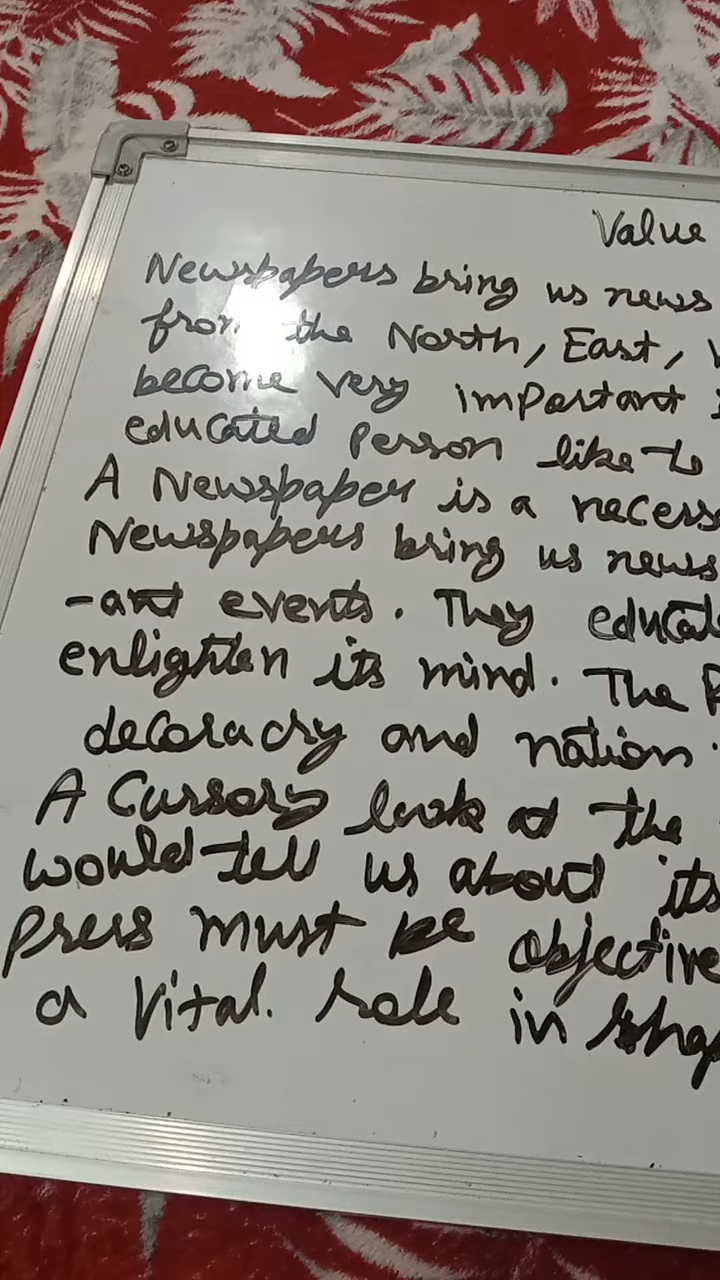 Value
Newspapers bring us news
from the North, East,
become very important
educated person like to
A Newspaper is a necess
Newspapers bring us news
-ant events. They educat
enlighten its mind. The
decoracry and nation.
A Cursory look at the
would tell us about its
press must be objective
a vital. role in shap